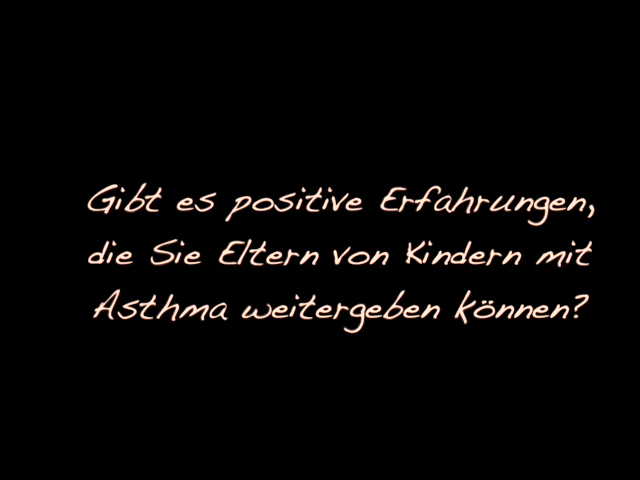 Gibt es positive Erfahrungen,
die Sie Eltern von Kindern mit
Asthma weitergeben können?